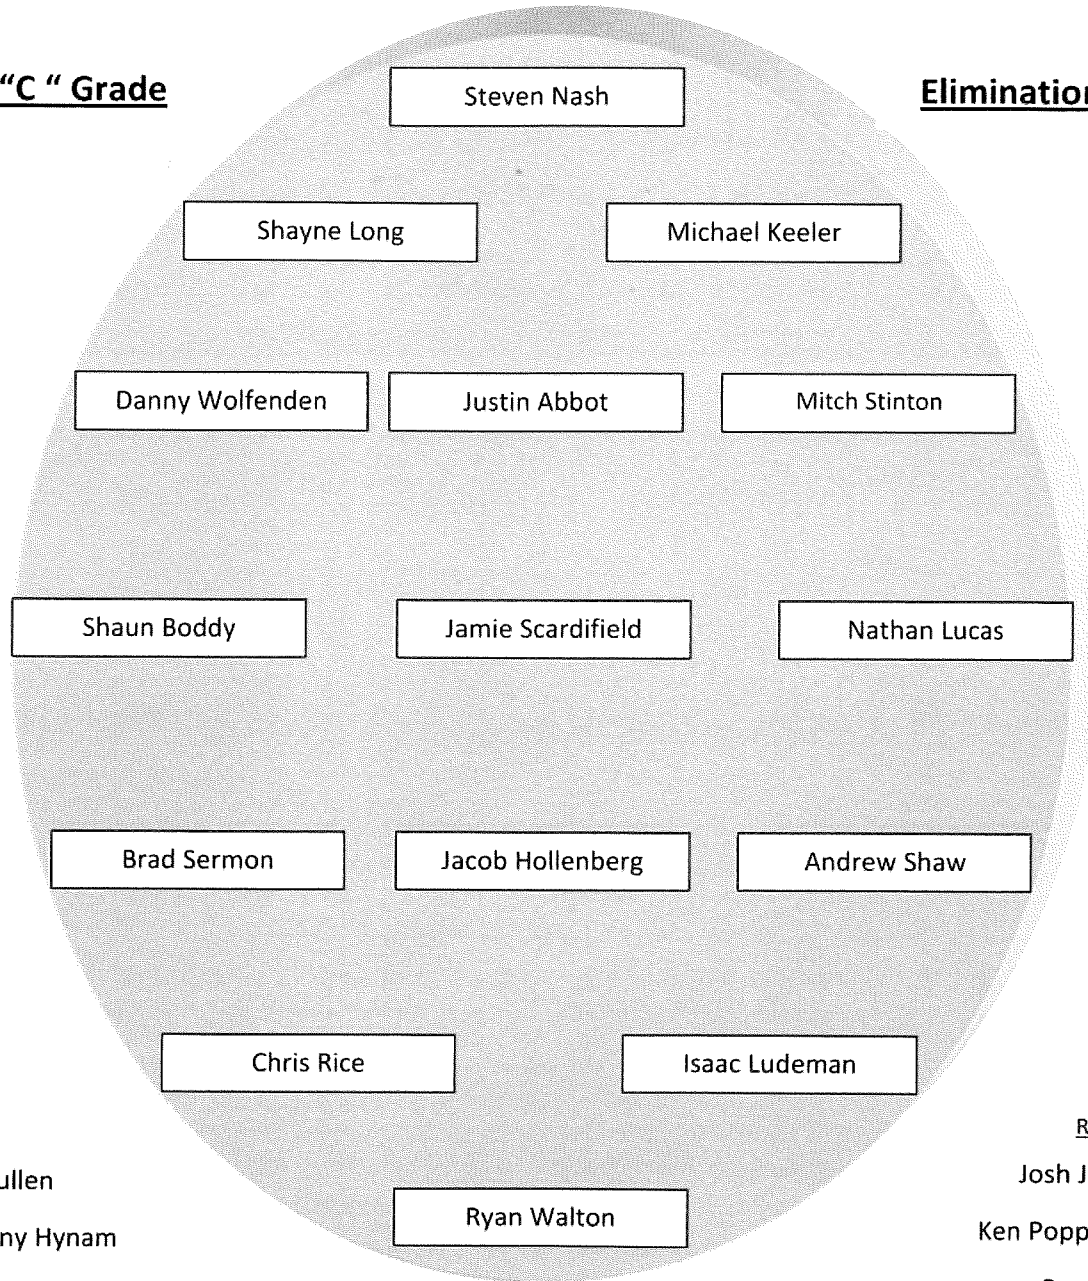 "C " Grade
Steven Nash
Shayne Long
Michael Keeler
Danny Wolfenden
Justin Abbot
Mitch Stinton
Shaun Boddy
Jamie Scardifield
Nathan Lucas
Brad Sermon
Jacob Hollenberg
Andrew Shaw
Chris Rice
Isaac Ludeman
Josh J
ullen
Ryan Walton
Ken Popp
ny Hynam